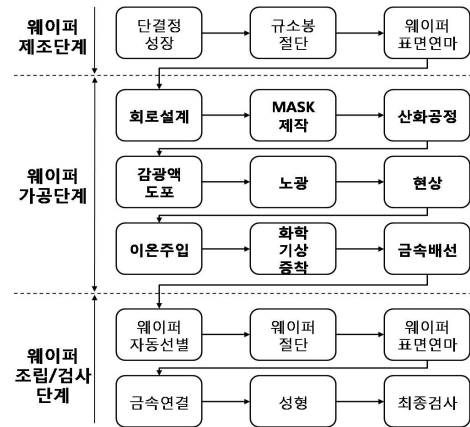 웨이퍼
제조단계
단결정
성장
규소봉
절단
웨이퍼
표면연마
웨이퍼
가공단계
회로설계
MASK
제작
산화공정
감광액
도포
노광
현상
이온주입
화학
기상
증착
금속배선
웨이퍼
조립/검사
단계
웨이퍼
자동선별
웨이퍼
절단
웨이퍼
표면연마
금속연결
성형
최종검사